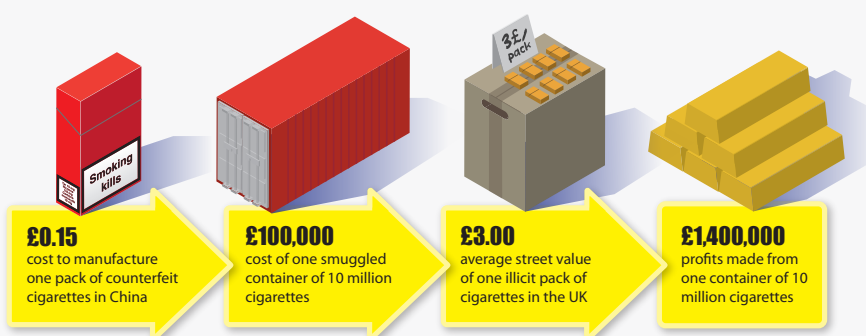 3£/
pack
Smoking
kills
£0.15
cost to manufacture
one pack of counterfeit
cigarettes in China
£100,000
cost of one smuggled
container of 10 million
cigarettes
£3.00
average street value
of one illicit pack of
cigarettes in the UK
£1,400,000
profits made from
one container of 10
million cigarettes